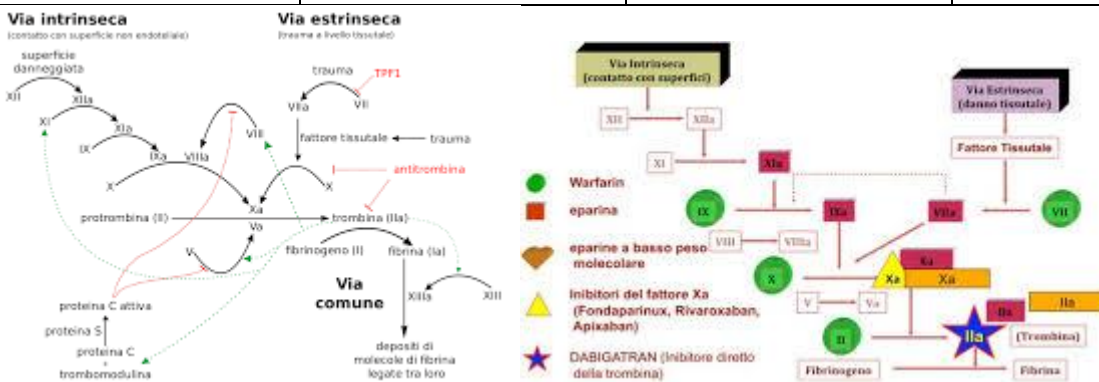 Via intrinseca
(contatto con superficie non endoteliale)
superficie
danneggiata
XII
XIIa
XI
XIa
IX
IXa
VIIIa
VIII
X
Via estrinseca
(trauma a livello tissutale)
trauma
TPF1
VIIa
VII
fattore tissutale
trauma
antitrombina
X
Xa
Va
protrombina (II)
trombina (IIa)
fibrinogeno (I)
fibrina (Ia)
V
Via
comune
XIIIa
XIII
proteina C attiva
proteina S
proteina C
+
trombomodulina
depositi di
molecole di fibrina
legate tra loro
Via Intrinseca
(contatto con superfici)
Via Estrinseca
(danno tissutale)
XII
XIIa
Fattore Tissutale
XI
XIa
Warfarin
eparina
eparine a basso peso
molecolare
Inibitori del fattore Xa
(Fondaparinux, Rivaroxaban,
Apixaban)
DABIGATRAN (Inibitore diretto
della trombina)
IX
IXa
VIIa
VII
VIII
VIIIa
X
Xa
Xa
Xa
V
Va
IIa
IIa
II
IIa
(Trombina)
Fibrinogeno
Fibrina